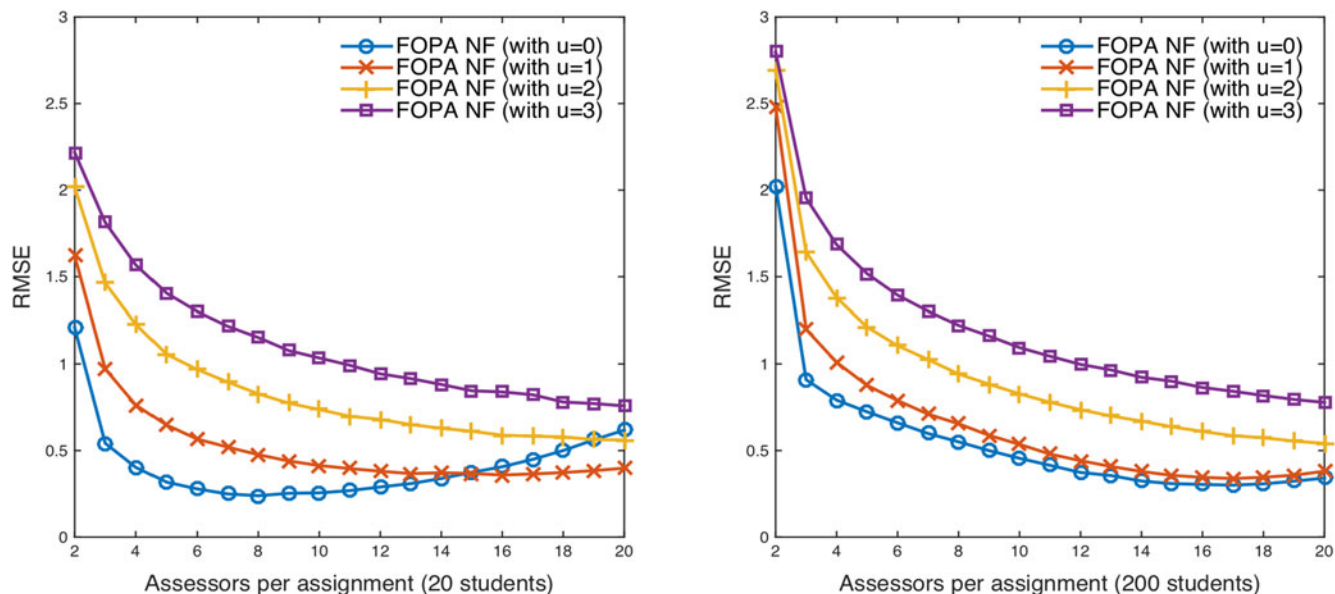 3
2.5
2
1.5
1
0.5
0
RMSE
FOPA NF (with u=0)
FOPA NF (with u=1)
FOPA NF (with u=2)
FOPA NF (with u=3)
2 4 6 8 10 12 14 16 18 20
Assessors per assignment (20 students)
3
2.5
2
1.5
1
0.5
0
RMSE
FOPA NF (with u=0)
FOPA NF (with u=1)
FOPA NF (with u=2)
FOPA NF (with u=3)
2 4 6 8 10 12 14 16 18 20
Assessors per assignment (200 students)